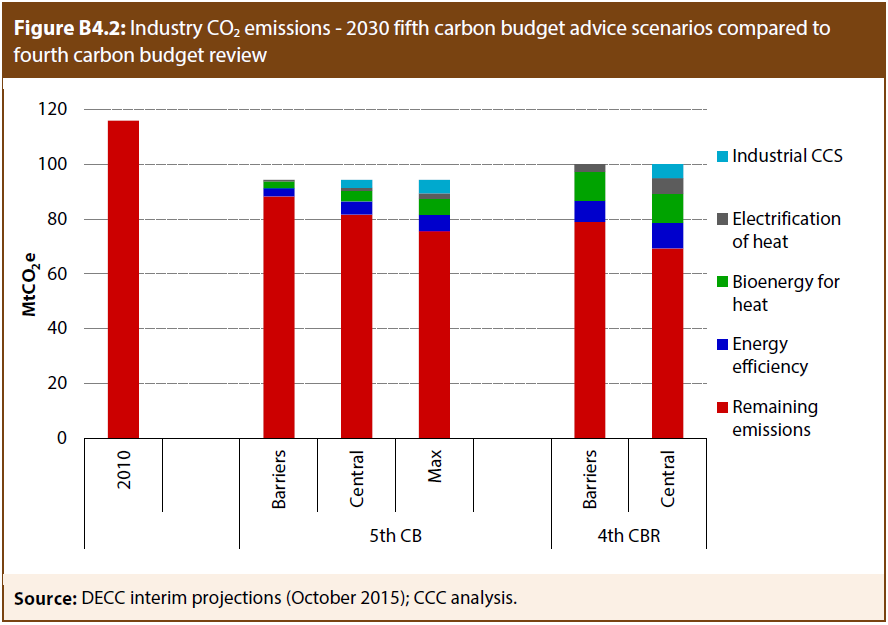 Figure B4.2: Industry CO₂ emissions - 2030 fifth carbon budget advice scenarios compared to
fourth carbon budget review
120
100
80
60
40
20
0
MtCO₂e
2010
Barriers
Central
Max
Barriers
Central
5th CB
4th CBR
Industrial CCS
Electrification
of heat
Bioenergy for
heat
Energy
efficiency
Remaining
emissions
Source: DECC interim projections (October 2015); CCC analysis.